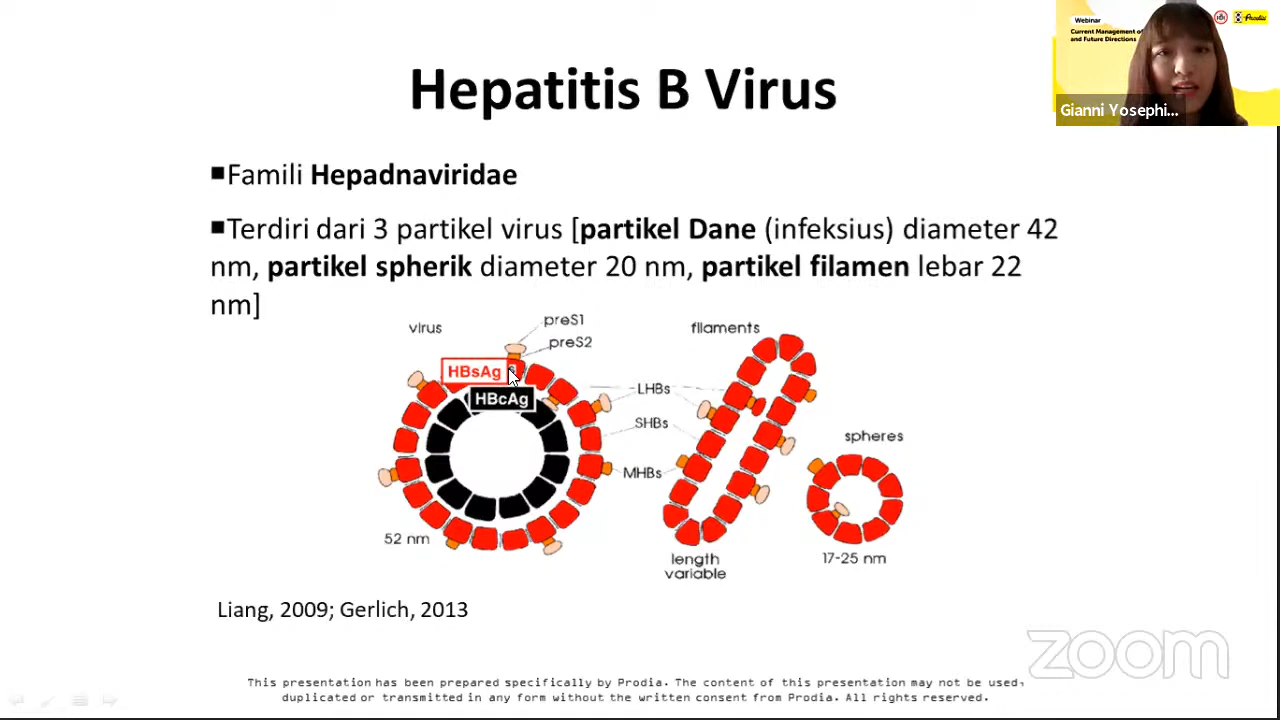 Webinar
Current Management of
and Future Directions
Prodia
Gianni Yosephi...
Hepatitis B Virus
▪Famili Hepadnaviridae
▪Terdiri dari 3 partikel virus [partikel Dane (infeksius) diameter 42
nm, partikel spherik diameter 20 nm, partikel filamen lebar 22
nm]
virus
preS1
preS2
filaments
HBsAg
HBcAg
LHBs
SHBs
MHBs
spheres
52 nm
length
variable
17-25 nm
Liang, 2009; Gerlich, 2013
zoom
This presentation has been prepared specifically by Prodia. The content of this presentation may not be used,
duplicated or transmitted in any form without the written consent from Prodia. All rights reserved.